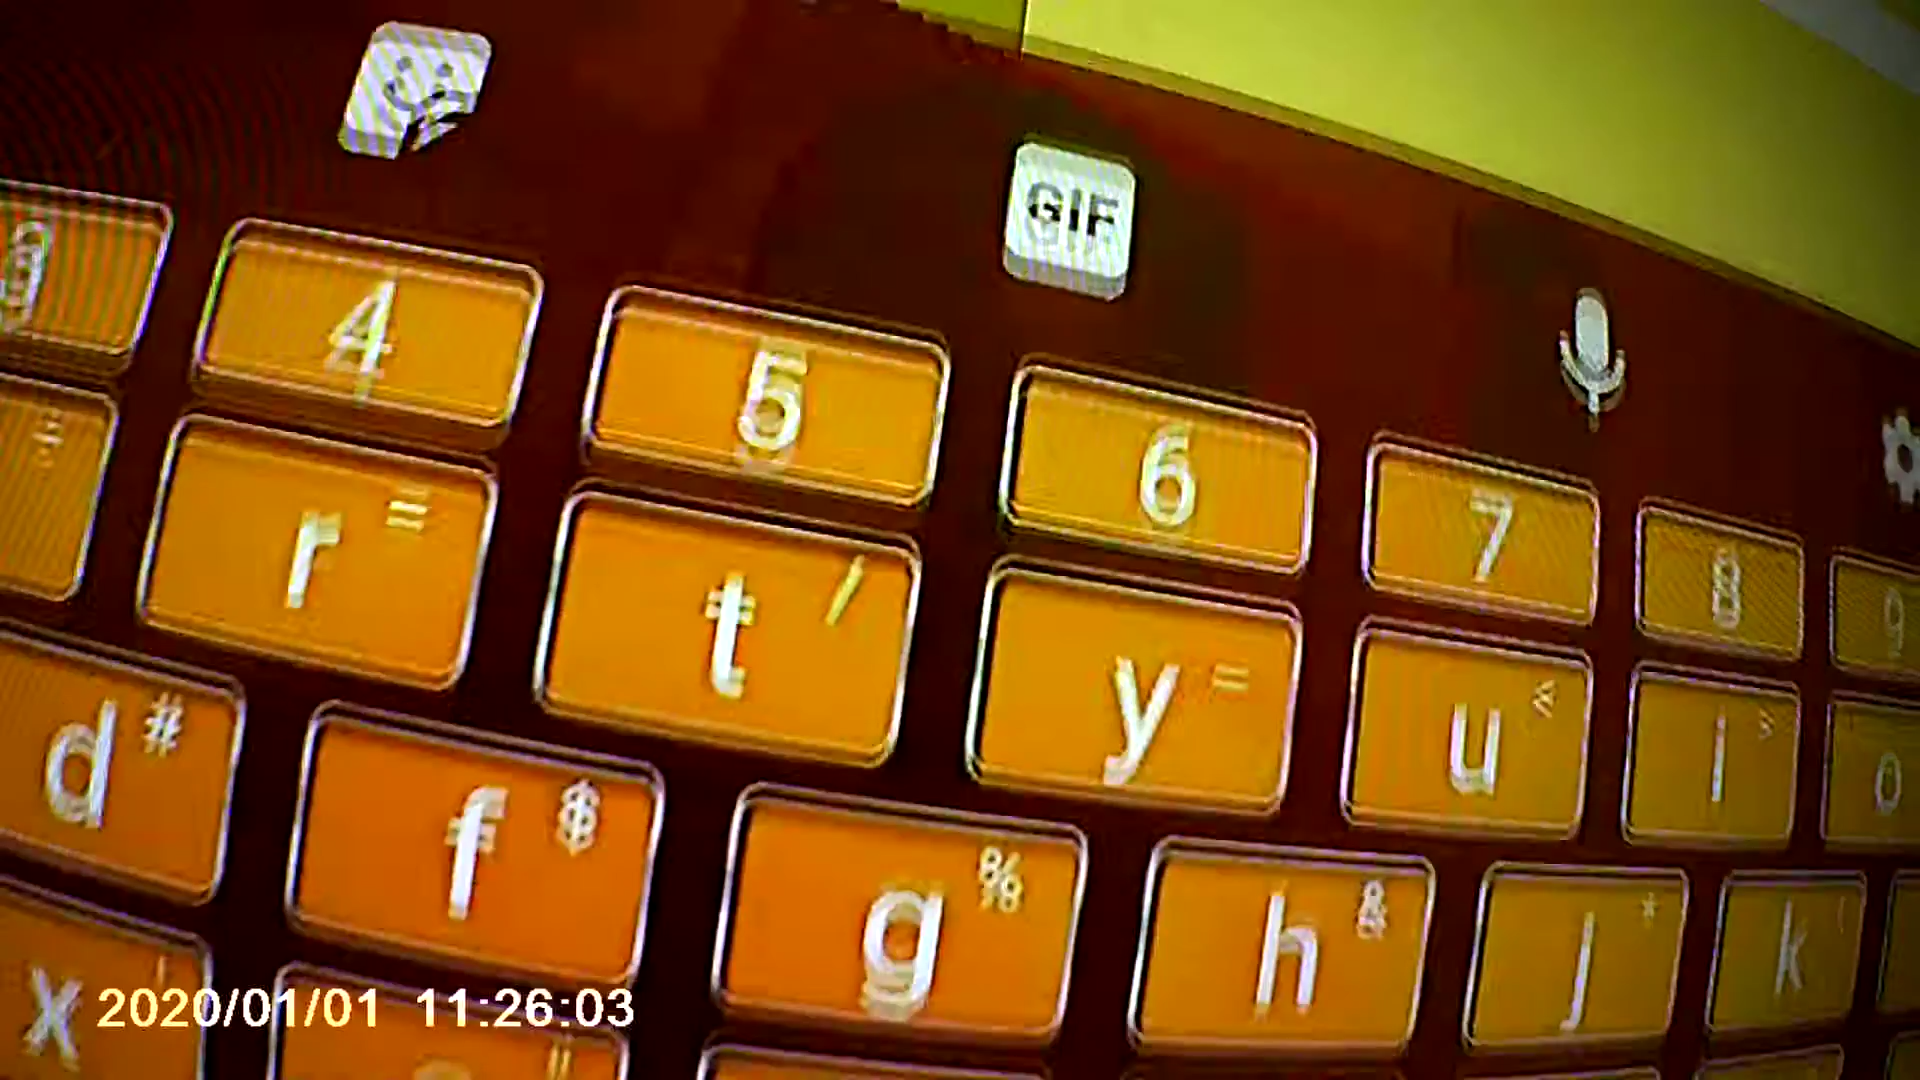 GIF
4 5 6 7 8 9
r = t / y = u ^ i o
d # f $ g % h & j * k (
x
2020/01/01 11:26:03